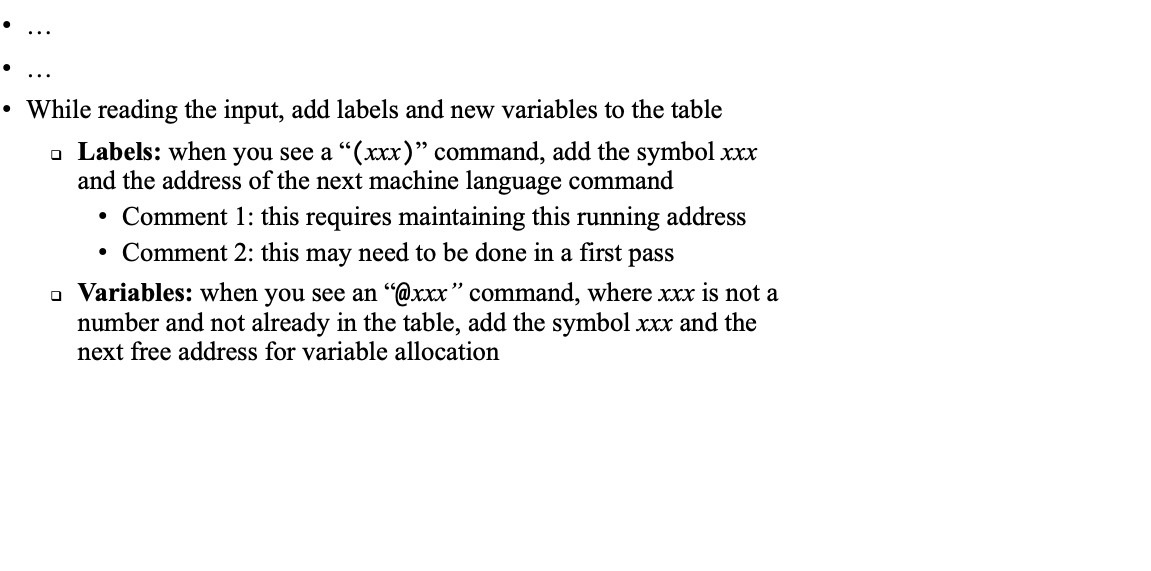 • …
• …
• While reading the input, add labels and new variables to the table
❑ Labels: when you see a “(xxx)” command, add the symbol xxx
and the address of the next machine language command
• Comment 1: this requires maintaining this running address
• Comment 2: this may need to be done in a first pass
❑ Variables: when you see an “@xxx” command, where xxx is not a
number and not already in the table, add the symbol xxx and the
next free address for variable allocation